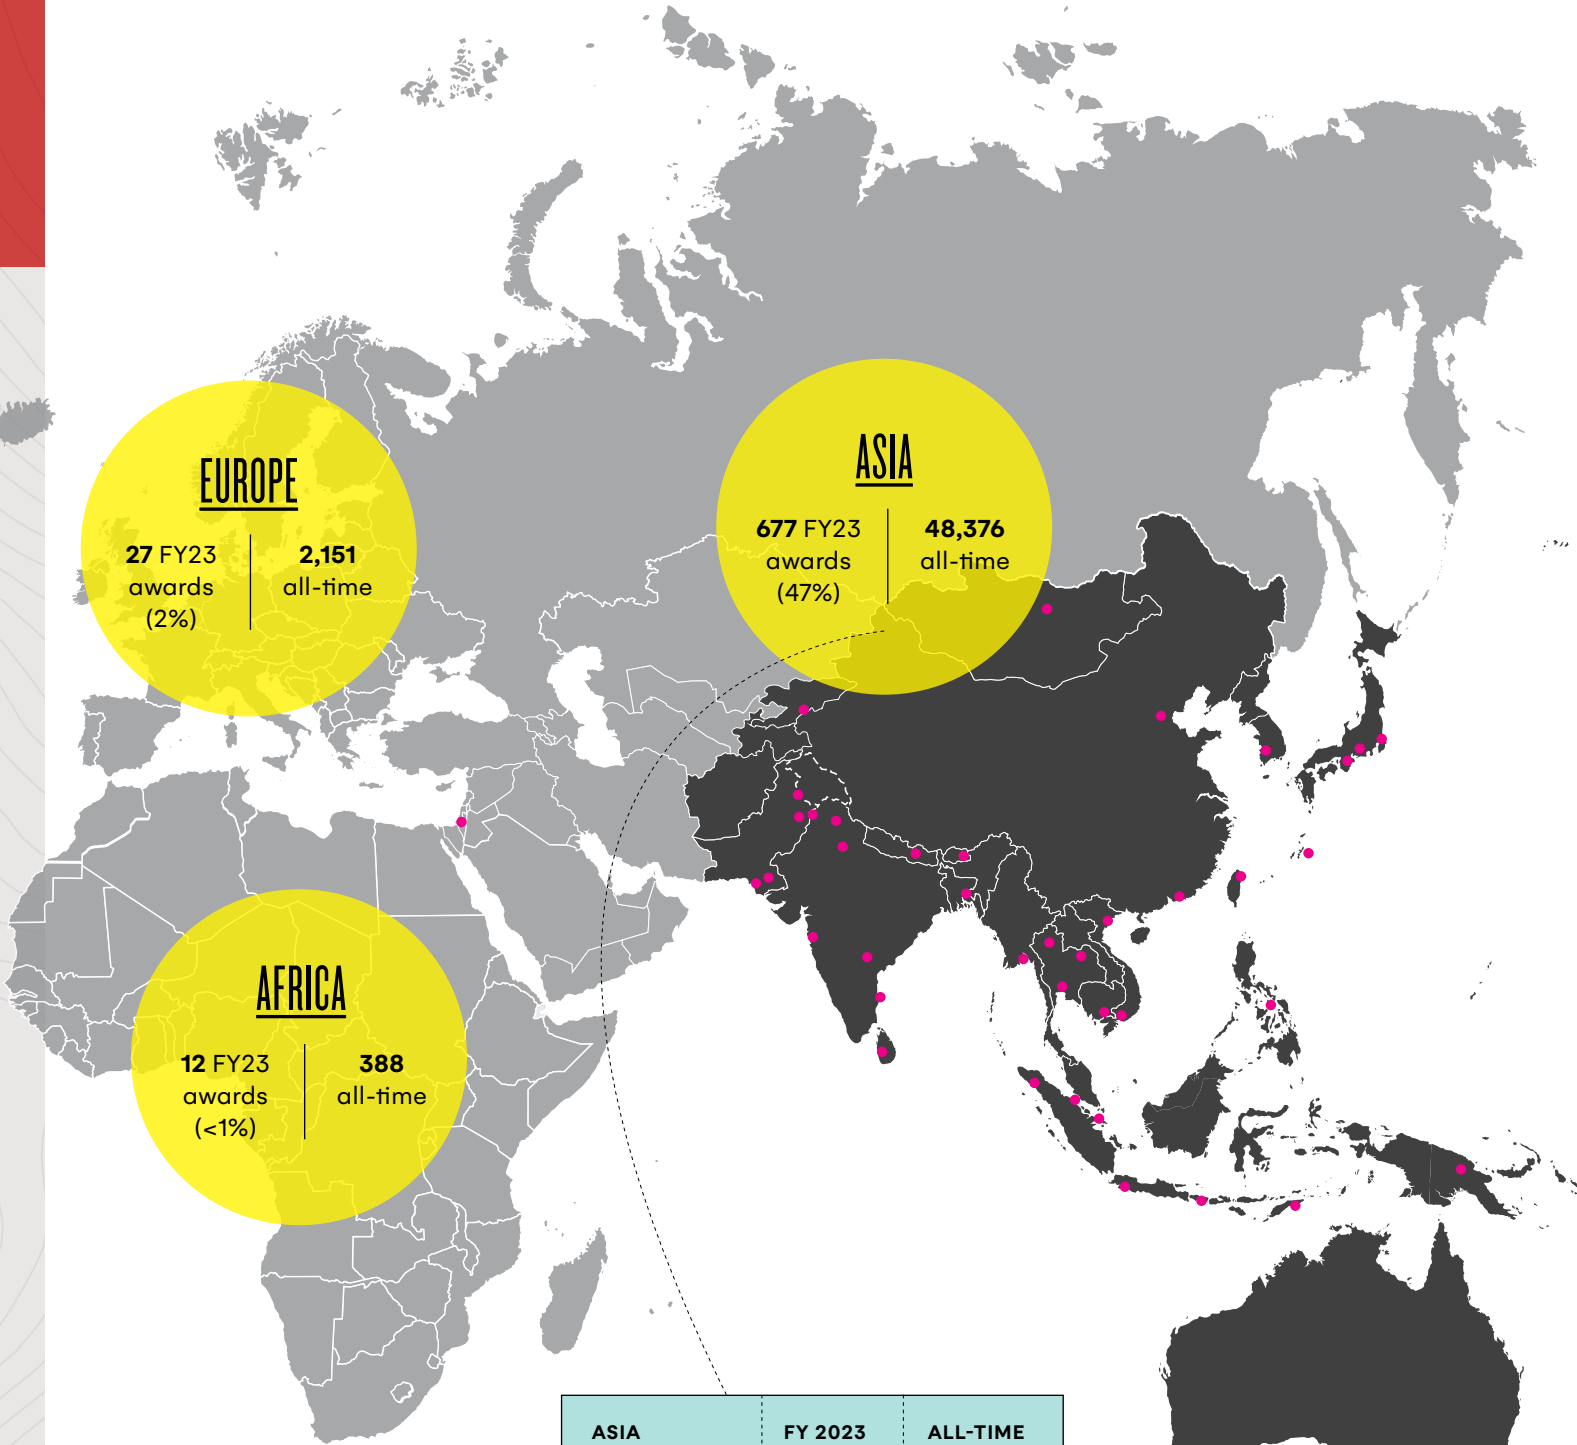 EUROPE
27 FY23
awards
(2%)
2,151
all-time
ASIA
677 FY23
awards
(47%)
48,376
all-time
AFRICA
12 FY23
awards
(<1%)
388
all-time
ASIA FY 2023 ALL-TIME